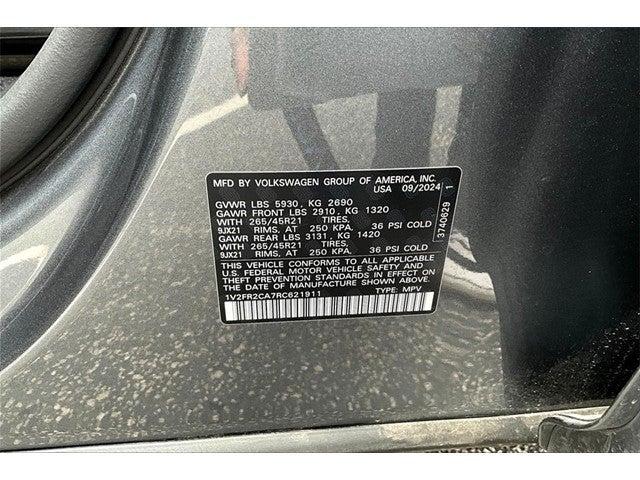 MFD BY VOLKSWAGEN GROUP OF AMERICA, INC.
USA 09/2024
GVWR LBS 5930, KG 2690
GAWR FRONT LBS 2910, KG 1320
WITH 265/45R21 TIRES,
9JX21 RIMS, AT 250 KPA, 36 PSI COLD
GAWR REAR LBS 3131, KG 1420
WITH 265/45R21 TIRES,
9JX21 RIMS, AT 250 KPA, 36 PSI COLD
THIS VEHICLE CONFORMS TO ALL APPLICABLE
U.S. FEDERAL MOTOR VEHICLE SAFETY AND
THEFT PREVENTION STANDARDS IN EFFECT ON
THE DATE OF MANUFACTURE SHOWN ABOVE.
1V2FR2CA7RC621911 TYPE: MPV
3740629 1